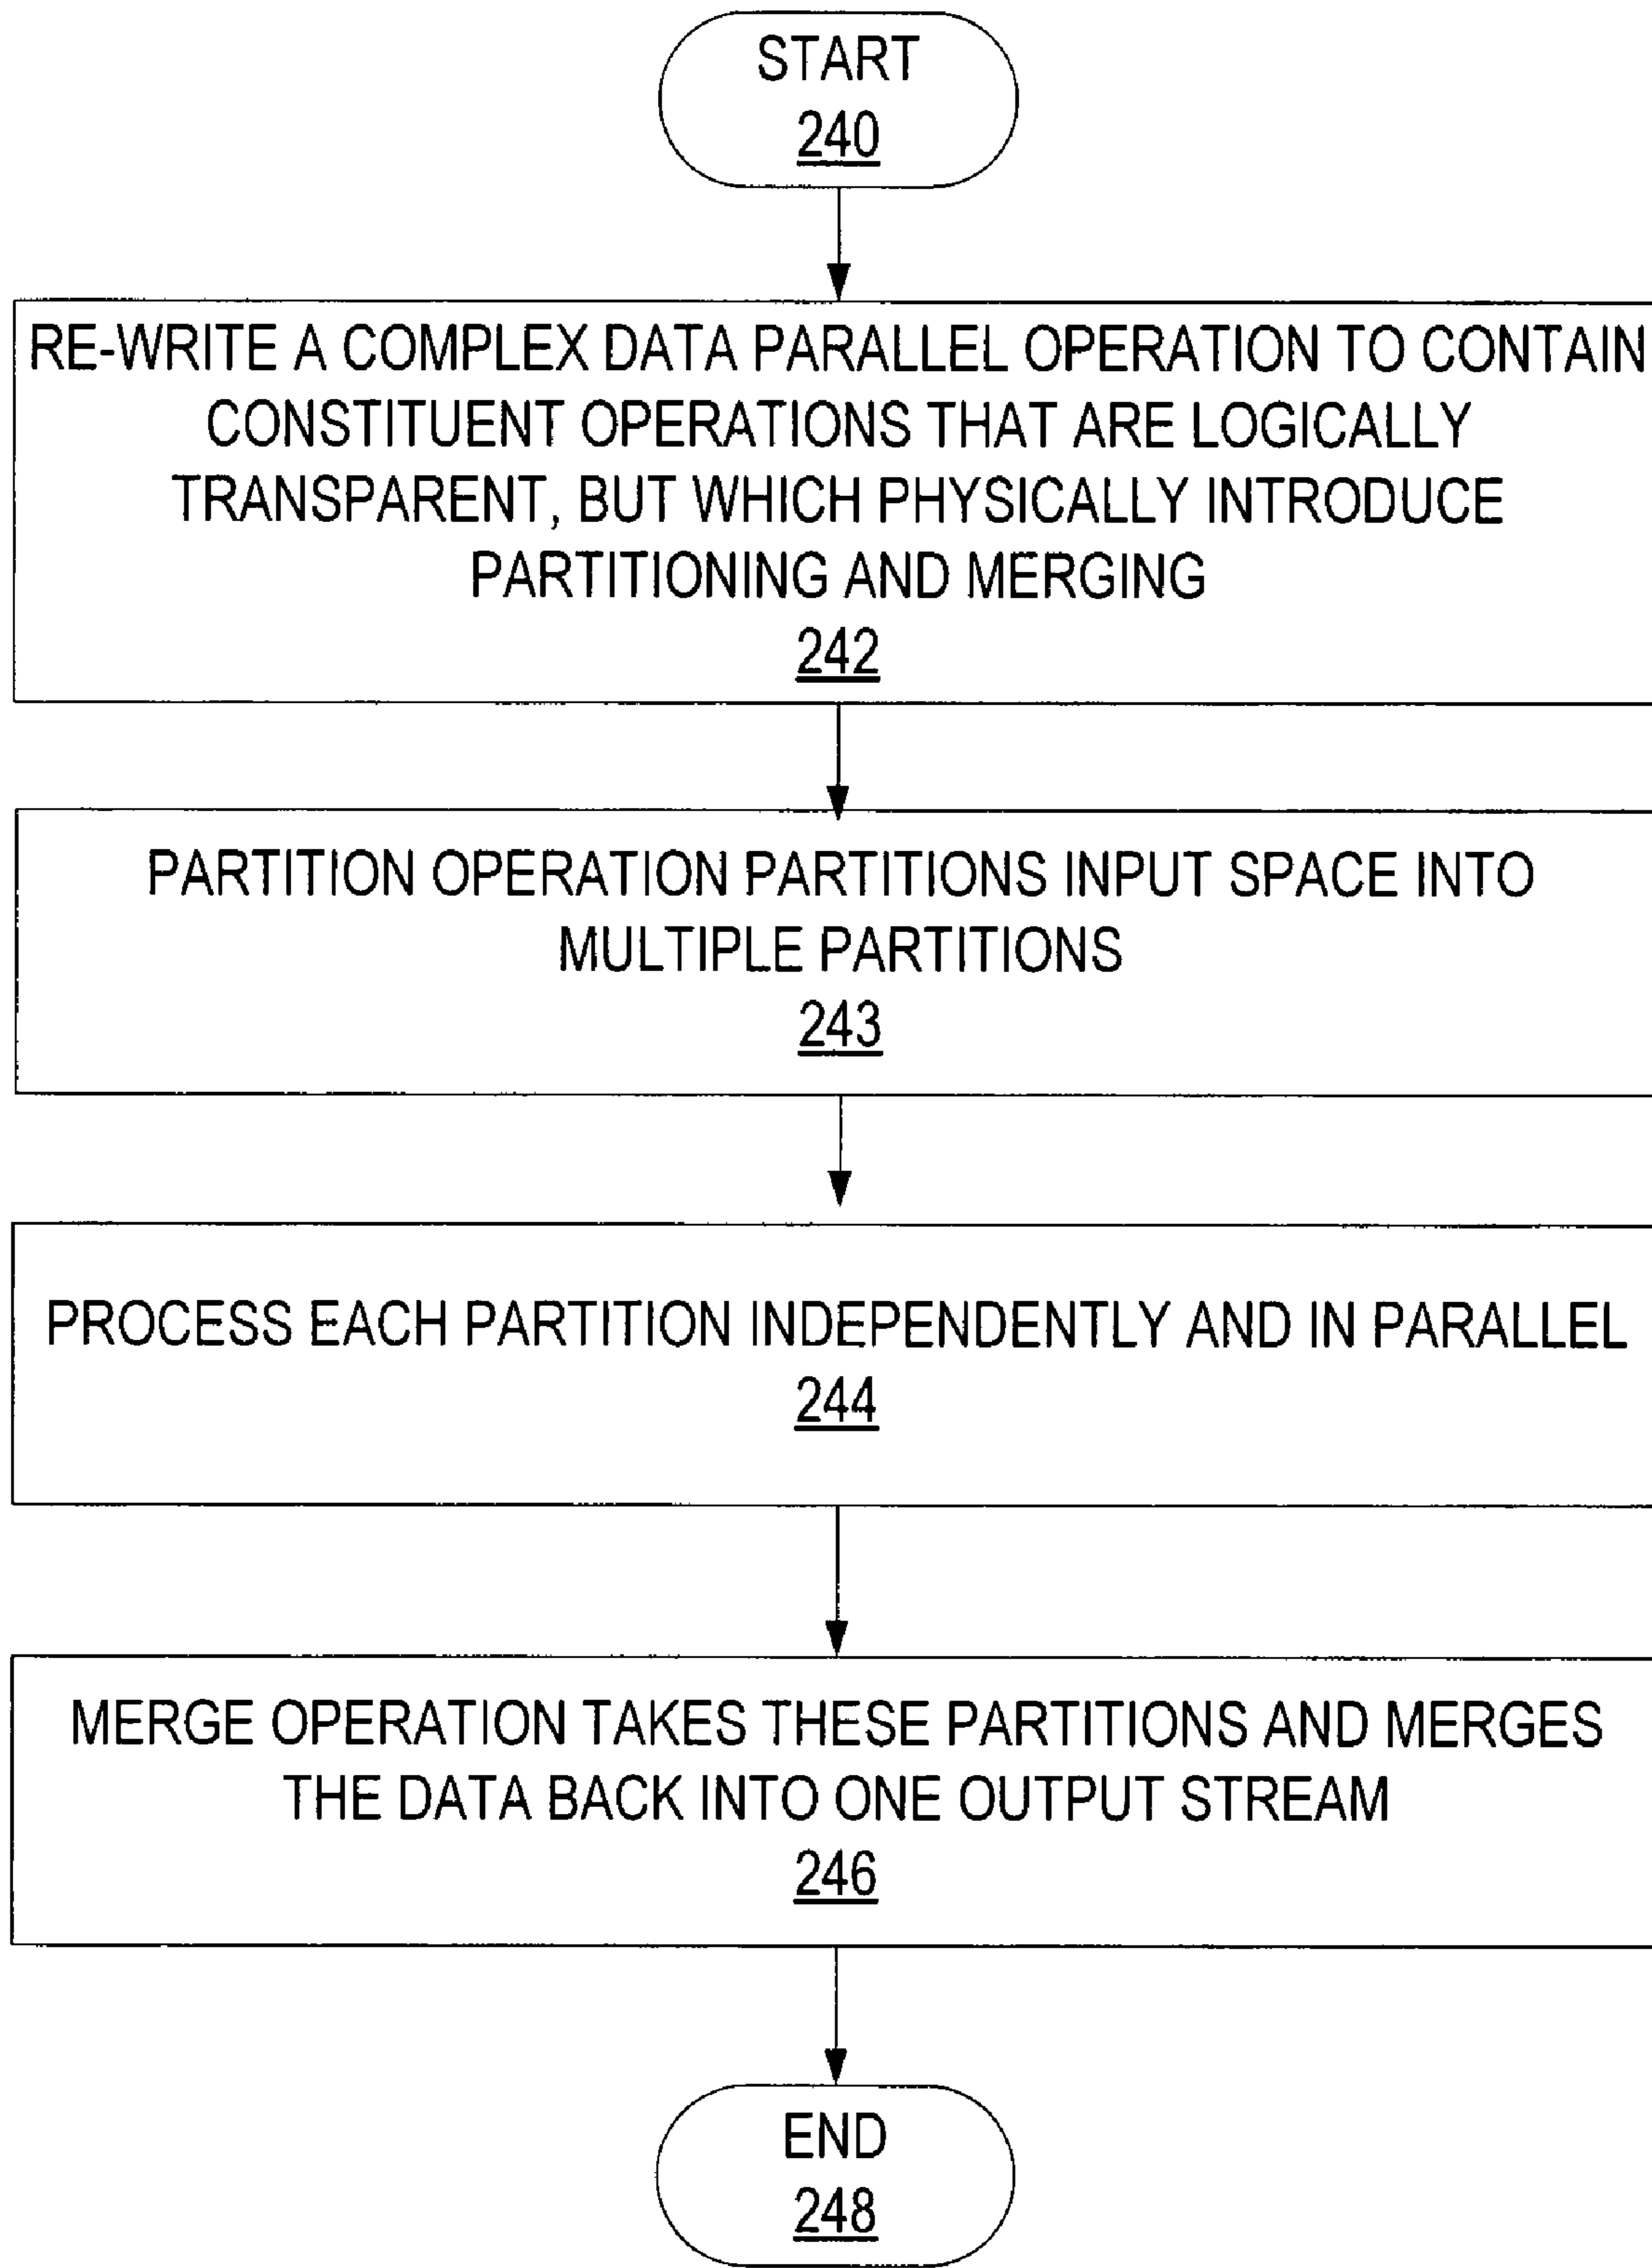 START
240
RE-WRITE A COMPLEX DATA PARALLEL OPERATION TO CONTAIN
CONSTITUENT OPERATIONS THAT ARE LOGICALLY
TRANSPARENT, BUT WHICH PHYSICALLY INTRODUCE
PARTITIONING AND MERGING
242
PARTITION OPERATION PARTITIONS INPUT SPACE INTO
MULTIPLE PARTITIONS
243
PROCESS EACH PARTITION INDEPENDENTLY AND IN PARALLEL
244
MERGE OPERATION TAKES THESE PARTITIONS AND MERGES
THE DATA BACK INTO ONE OUTPUT STREAM
246
END
248